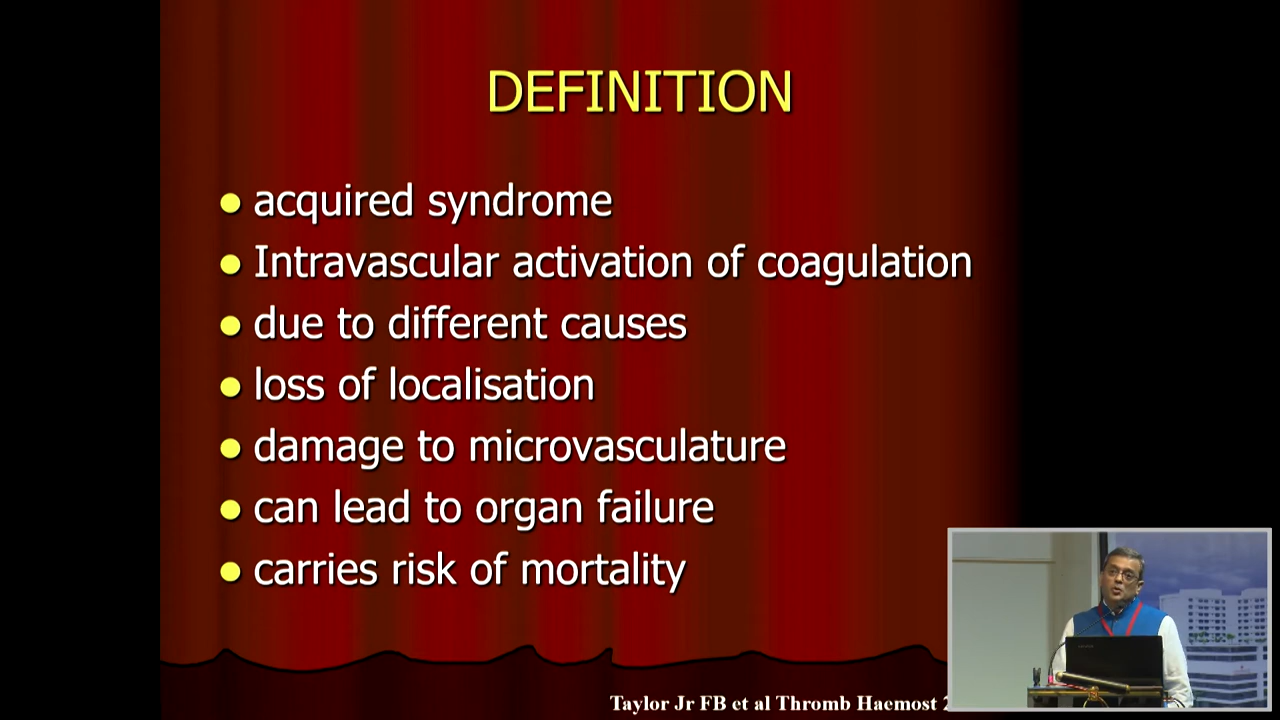 DEFINITION
acquired syndrome
Intravascular activation of coagulation
due to different causes
loss of localisation
damage to microvasculature
can lead to organ failure
carries risk of mortality
Taylor Jr FB et al Thromb Haemost